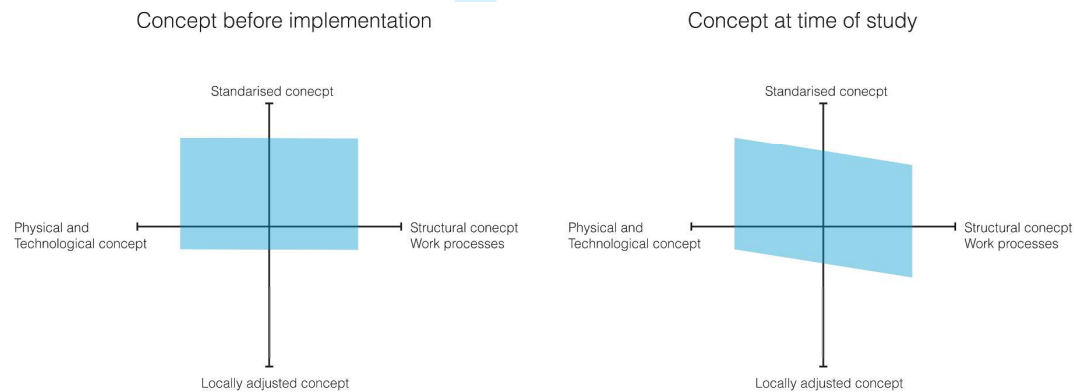 Concept before implementation
Standarised conecpt
Physical and
Technological concept
Structural conecpt
Work processes
Locally adjusted concept
Concept at time of study
Standarised conecpt
Physical and
Technological concept
Structural conecpt
Work processes
Locally adjusted concept